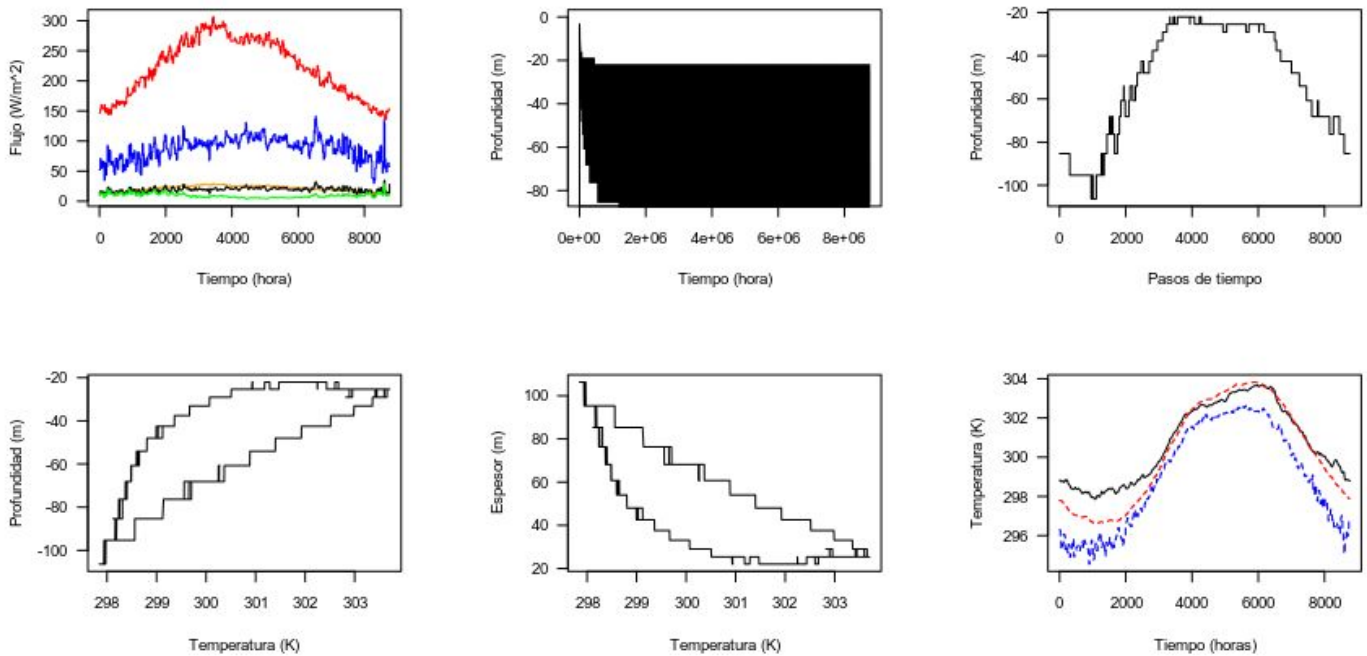 Flujo (W/m^2)
300
250
200
150
100
50
0
0 2000 4000 6000 8000
Tiempo (hora)
Profundidad (m)
0
-20
-40
-60
-80
0e+00 2e+06 4e+06 6e+06 8e+06
Tiempo (hora)
Profundidad (m)
-20
-40
-60
-80
-100
0 2000 4000 6000 8000
Pasos de tiempo
Profundidad (m)
-20
-40
-60
-80
-100
298 299 300 301 302 303
Temperatura (K)
Espesor (m)
100
80
60
40
20
298 299 300 301 302 303
Temperatura (K)
Temperatura (K)
304
302
300
298
296
0 2000 4000 6000 8000
Tiempo (horas)